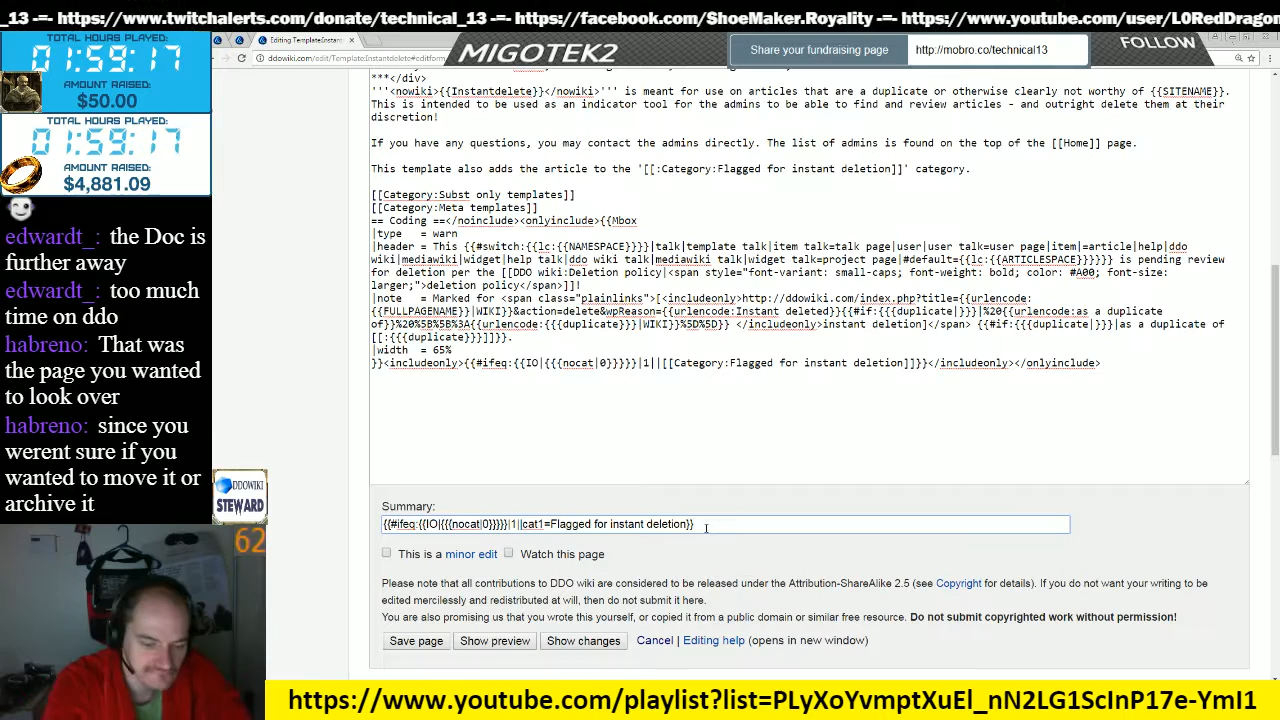 _13 -=- https://www.twitchalerts.com/donate/technical_13 -=- https://facebook.com/ShoeMaker.Royality -=- https://www.youtube.com/user/L0RedDragon
TOTAL HOURS PLAYED:
01:59:17
AMOUNT RAISED:
$50.00
TOTAL HOURS PLAYED:
01:59:17
AMOUNT RAISED:
$4,881.09
edwardt_: the Doc is
further away
edwardt_: too much
time on ddo
habreno: That was
the page you wanted
to look over
habreno: since you
werent sure if you
wanted to move it or
archive it
DDOWIKI
STEWARD
62
Editing Template:Instantdelete
ddowiki.com/edit/Template:Instantdelete#editform
MIGOTEK2
Share your fundraising page
http://mobro.co/technical13
FOLLOW
***</div>
'''<nowiki>{{Instantdelete}}</nowiki>''' is meant for use on articles that are a duplicate or otherwise clearly not worthy of {{SITENAME}}.
This is intended to be used as an indicator tool for the admins to be able to find and review articles - and outright delete them at their
discretion!
If you have any questions, you may contact the admins directly. The list of admins is found on the top of the [[Home]] page.
This template also adds the article to the '[[:Category:Flagged for instant deletion]]' category.
[[Category:Subst only templates]]
[[Category:Meta templates]]
== Coding ==</noinclude><onlyinclude>{{Mbox
|type = warn
|header = This {{#switch:{{lc:{{NAMESPACE}}}}|talk|template talk|item talk=talk page|user|user talk=user page|item|=article|help|ddo
wiki|mediawiki|widget|help talk|ddo wiki talk|mediawiki talk|widget talk=project page|#default={{lc:{{ARTICLESPACE}}}}}} is pending review
for deletion per the [[DDO wiki:Deletion policy|<span style="font-variant: small-caps; font-weight: bold; color: #A00; font-size:
larger;">deletion policy</span>]]!
|note = Marked for <span class="plainlinks">[<includeonly>http://ddowiki.com/index.php?title={{urlencode:
{{FULLPAGENAME}}|WIKI}}&action=delete&wpReason={{urlencode:Instant deleted}}{{#if:{{{duplicate|}}}|%20{{urlencode:as a duplicate
of}}%20%5B%5B%3A{{urlencode:{{{duplicate}}}|WIKI}}%5D%5D}} </includeonly>instant deletion]</span> {{#if:{{{duplicate|}}}|as a duplicate of
[[:{{{duplicate}}}]]}}.
|width = 65%
}}<includeonly>{{#ifeq:{{IO|{{{nocat|0}}}}}|1||[[Category:Flagged for instant deletion]]}}</includeonly></onlyinclude>
Summary:
{{#ifeq:{{IO|{{{nocat|0}}}}}|1||cat1=Flagged for instant deletion}}
This is a minor edit Watch this page
Please note that all contributions to DDO wiki are considered to be released under the Attribution-ShareAlike 2.5 (see Copyright for details). If you do not want your writing to be
edited mercilessly and redistributed at will, then do not submit it here.
You are also promising us that you wrote this yourself, or copied it from a public domain or similar free resource. Do not submit copyrighted work without permission!
Save page Show preview Show changes Cancel | Editing help (opens in new window)
https://www.youtube.com/playlist?list=PLyXoYvmptXuEl_nN2LG1ScInP17e-YmI1